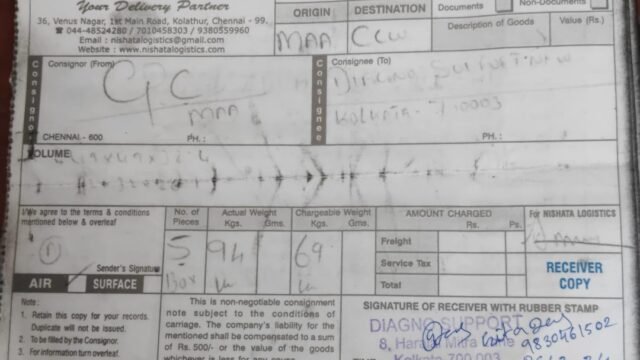 Your Delivery Partner
36, Venus Nagar, 1st Main Road, Kolathur, Chennai - 99.
☎ 044-48524280 / 7010458303 / 9380559960
Email : nishatalogistics@gmail.com
Website : www.nishatalogistics.com
ORIGIN
DESTINATION
MAA
CCU
Documents
Non-Documents
Description of Goods
Value (Rs.)
Consignor
Consignor (From)
GC
MAA
CHENNAI - 600
PH. :
Consignee
Consignee (To)
Kolkata - 700003
PH. :
VOLUME
I/We agree to the terms & conditions
mentioned below & overleaf
1
Sender's Signature
AIR
SURFACE
No. of
Pieces
5
Box
Actual Weight
Kgs. Gms.
94
Chargeable Weight
Kgs. Gms.
69
AMOUNT CHARGED
Rs. Ps.
Freight
Service Tax
Total
For NISHATA LOGISTICS
RECEIVER
COPY
Note :
1. Retain this copy for your records.
Duplicate will not be issued.
2. To be filled by the Consignor.
3. For information turn overleaf.
This is non-negotiable consignment
note subject to the conditions of
carriage. The company's liability for the
mentioned shall be compensated to a
sum of Rs. 500/- or the value of the
goods whichever is less for any
SIGNATURE OF RECEIVER WITH RUBBER STAMP
DIAGNO SUPPORT
8, Hara Mitra Lane
Kolkata 700 003
9830461502